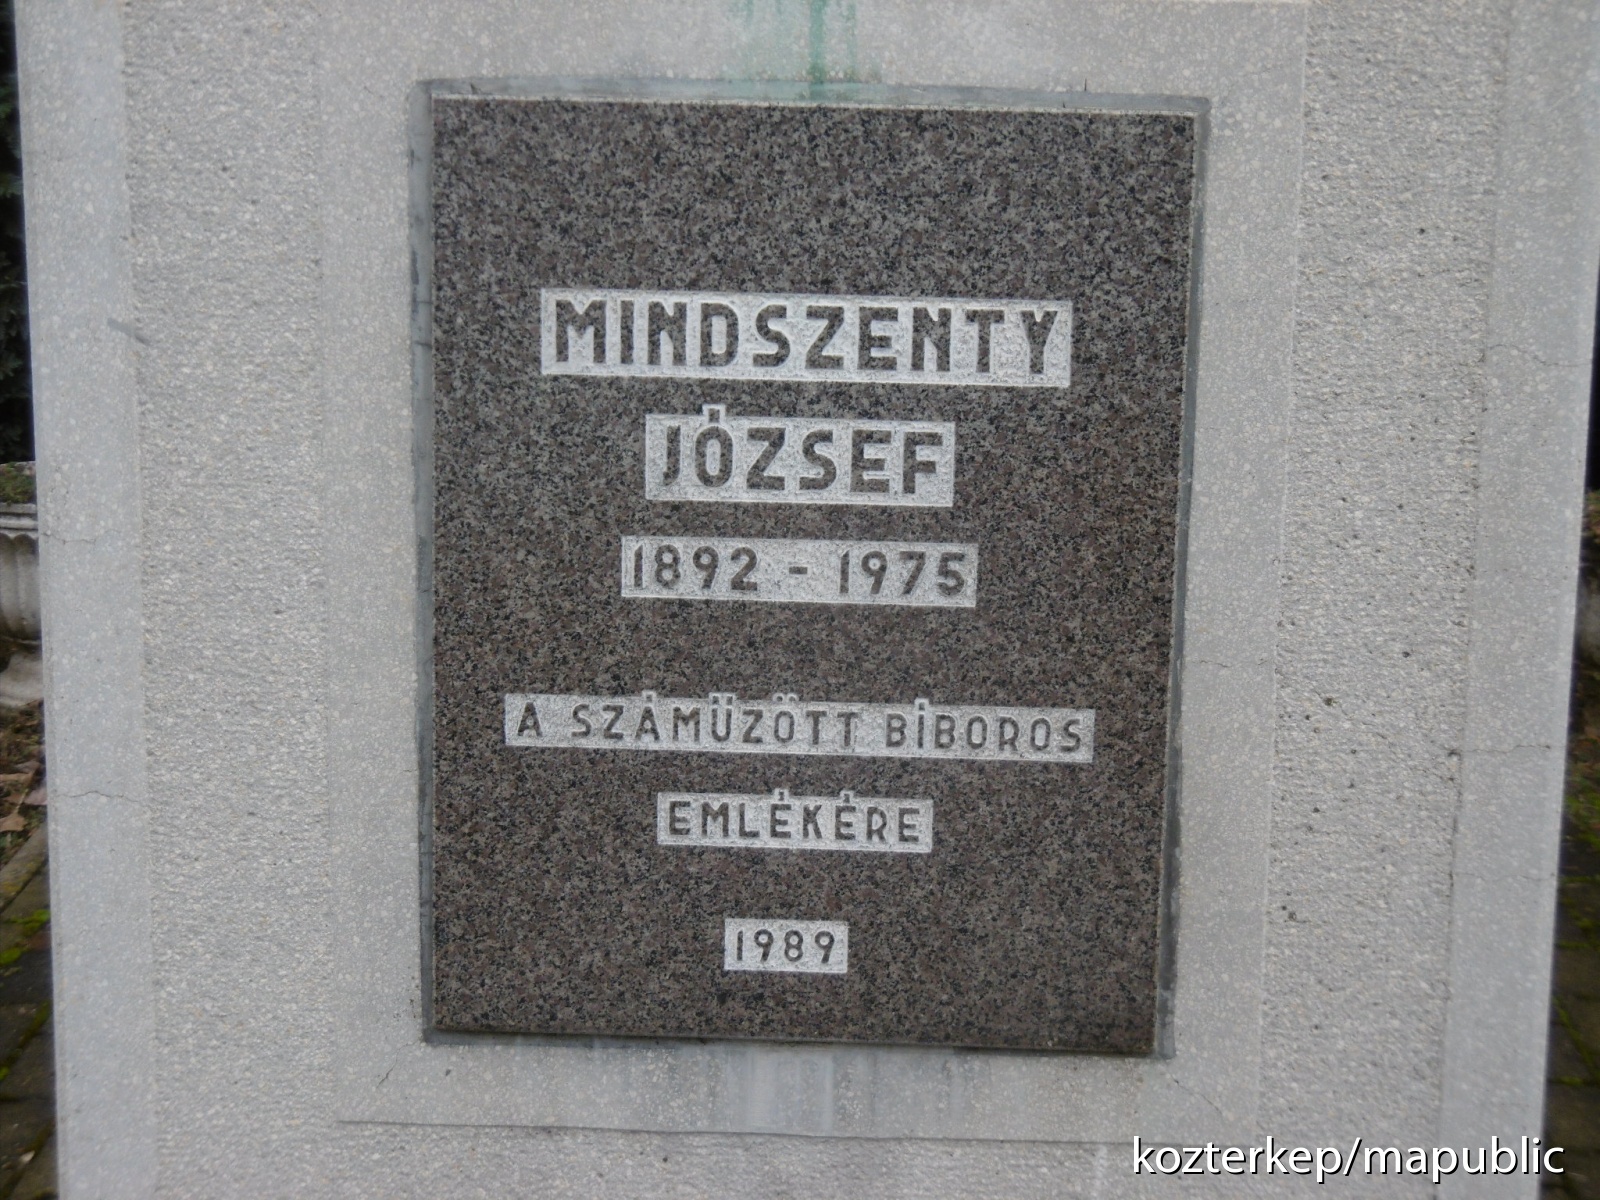 MINDSZENTY
JÓZSEF
1892 - 1975
A SZÁMÜZÖTT BÍBOROS
EMLÉKÉRE
1989
kozterkep/mapublic